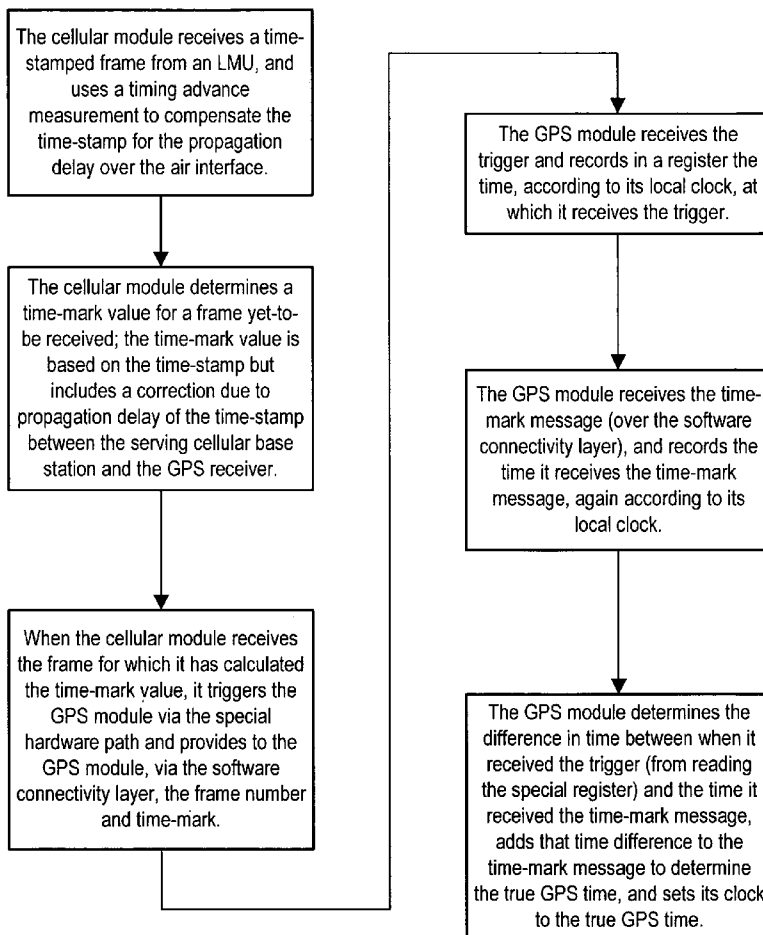 The cellular module receives a time-
stamped frame from an LMU, and
uses a timing advance
measurement to compensate the
time-stamp for the propagation
delay over the air interface.
The cellular module determines a
time-mark value for a frame yet-to-
be received; the time-mark value is
based on the time-stamp but
includes a correction due to
propagation delay of the time-stamp
between the serving cellular base
station and the GPS receiver.
When the cellular module receives
the frame for which it has calculated
the time-mark value, it triggers the
GPS module via the special
hardware path and provides to the
GPS module, via the software
connectivity layer, the frame number
and time-mark.
The GPS module receives the
trigger and records in a register the
time, according to its local clock, at
which it receives the trigger.
The GPS module receives the time-
mark message (over the software
connectivity layer), and records the
time it receives the time-mark
message, again according to its
local clock.
The GPS module determines the
difference in time between when it
received the trigger (from reading
the special register) and the time it
received the time-mark message,
adds that time difference to the
time-mark message to determine
the true GPS time, and sets its clock
to the true GPS time.